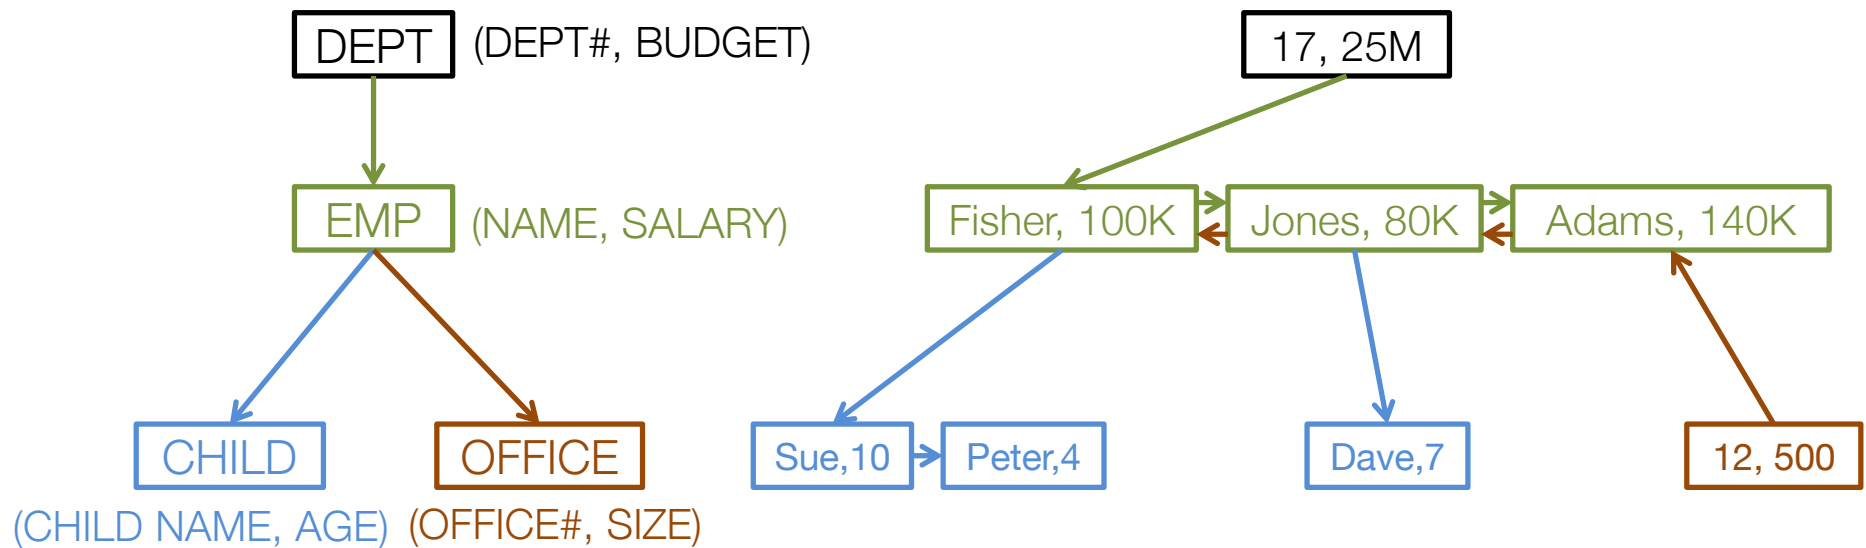 DEPT (DEPT#, BUDGET)
17, 25M
EMP (NAME, SALARY)
Fisher, 100K
Jones, 80K
Adams, 140K
CHILD
OFFICE
Sue,10
Peter,4
Dave,7
12, 500
(CHILD NAME, AGE)
(OFFICE#, SIZE)